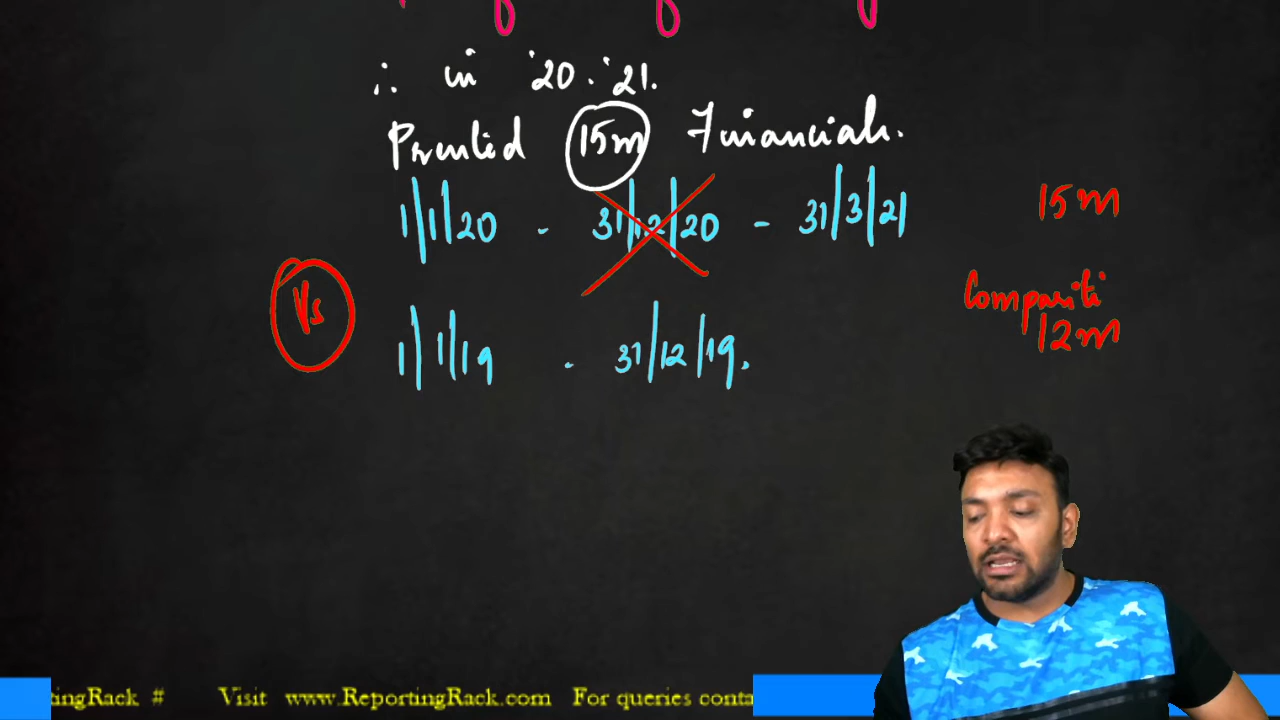 ∴ in '20-'21.
Presented 15m Financials.
1/1/20 - 31/12/20 - 31/3/21 15m
Vs
Compariti
12m
1/1/19 - 31/12/19.
ingRack # Visit www.ReportingRack.com For queries conta